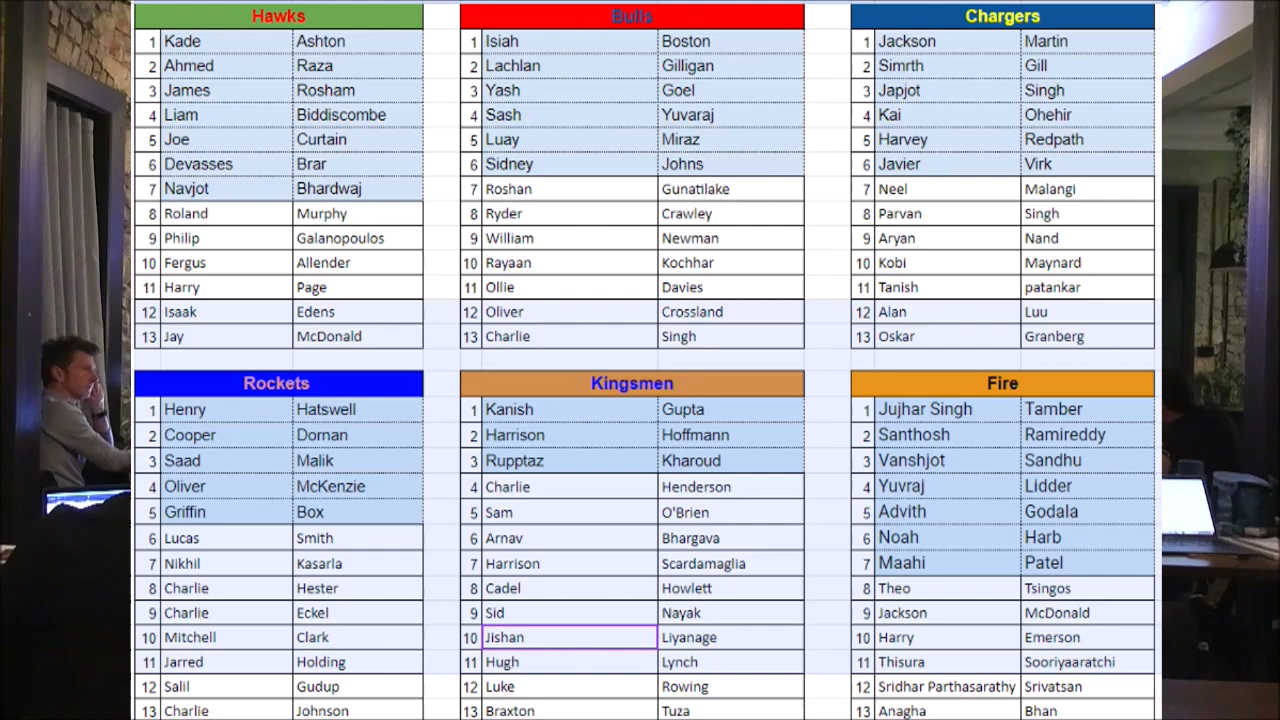 Hawks
1 Kade Ashton
2 Ahmed Raza
3 James Rosham
4 Liam Biddiscombe
5 Joe Curtain
6 Devasses Brar
7 Navjot Bhardwaj
8 Roland Murphy
9 Philip Galanopoulos
10 Fergus Allender
11 Harry Page
12 Isaak Edens
13 Jay McDonald
Bulls
1 Isiah Boston
2 Lachlan Gilligan
3 Yash Goel
4 Sash Yuvaraj
5 Luay Miraz
6 Sidney Johns
7 Roshan Gunatilake
8 Ryder Crawley
9 William Newman
10 Rayaan Kochhar
11 Ollie Davies
12 Oliver Crossland
13 Charlie Singh
Chargers
1 Jackson Martin
2 Simrth Gill
3 Japjot Singh
4 Kai Ohehir
5 Harvey Redpath
6 Javier Virk
7 Neel Malangi
8 Parvan Singh
9 Aryan Nand
10 Kobi Maynard
11 Tanish patankar
12 Alan Luu
13 Oskar Granberg
Rockets
1 Henry Hatswell
2 Cooper Dornan
3 Saad Malik
4 Oliver McKenzie
5 Griffin Box
6 Lucas Smith
7 Nikhil Kasarla
8 Charlie Hester
9 Charlie Eckel
10 Mitchell Clark
11 Jarred Holding
12 Salil Gudup
13 Charlie Johnson
Kingsmen
1 Kanish Gupta
2 Harrison Hoffmann
3 Rupptaz Kharoud
4 Charlie Henderson
5 Sam O'Brien
6 Arnav Bhargava
7 Harrison Scardamaglia
8 Cadel Howlett
9 Sid Nayak
10 Jishan Liyanage
11 Hugh Lynch
12 Luke Rowing
13 Braxton Tuza
Fire
1 Jujhar Singh Tamber
2 Santhosh Ramireddy
3 Vanshjot Sandhu
4 Yuvraj Lidder
5 Advith Godala
6 Noah Harb
7 Maahi Patel
8 Theo Tsingos
9 Jackson McDonald
10 Harry Emerson
11 Thisura Sooriyaaratchi
12 Sridhar Parthasarathy Srivatsan
13 Anagha Bhan